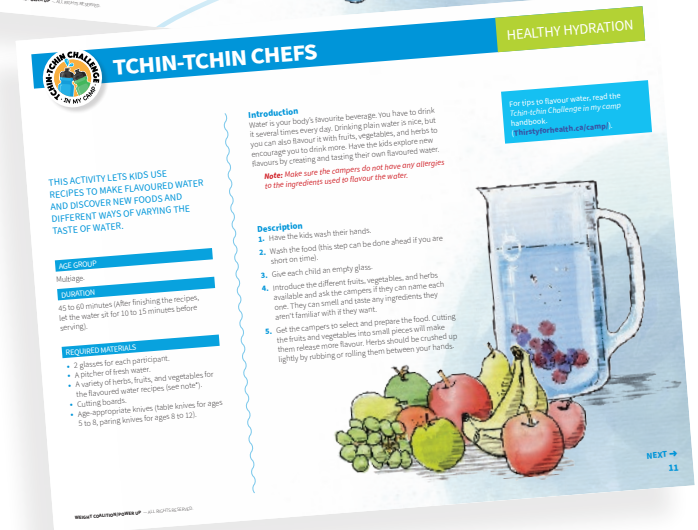 — ALL RIGHTS RESERVED.
TCHIN-TCHIN CHALLENGE
· IN MY CAMP ·
TCHIN-TCHIN CHEFS
HEALTHY HYDRATION
THIS ACTIVITY LETS KIDS USE
RECIPES TO MAKE FLAVOURED WATER
AND DISCOVER NEW FOODS AND
DIFFERENT WAYS OF VARYING THE
TASTE OF WATER.
AGE GROUP
Multiage.
DURATION
45 to 60 minutes (After finishing the recipes,
let the water sit for 10 to 15 minutes before
serving).
REQUIRED MATERIALS
• 2 glasses for each participant.
• A pitcher of fresh water.
• A variety of herbs, fruits, and vegetables for
the flavoured water recipes (see note*).
• Cutting boards.
• Age-appropriate knives (table knives for ages
5 to 8, paring knives for ages 8 to 12).
Introduction
Water is your body's favourite beverage. You have to drink
it several times every day. Drinking plain water is nice, but
you can also flavour it with fruits, vegetables, and herbs to
encourage you to drink more. Have the kids explore new
flavours by creating and tasting their own flavoured water.
Note: Make sure the campers do not have any allergies
to the ingredients used to flavour the water.
Description
1. Have the kids wash their hands.
2. Wash the food (this step can be done ahead if you are
short on time).
3. Give each child an empty glass.
4. Introduce the different fruits, vegetables, and herbs
available and ask the campers if they can name each
one. They can smell and taste any ingredients they
aren't familiar with if they want.
5. Get the campers to select and prepare the food. Cutting
the fruits and vegetables into small pieces will make
them release more flavour. Herbs should be crushed up
lightly by rubbing or rolling them between your hands.
For tips to flavour water, read the
Tchin-tchin Challenge in my camp
handbook.
(thirstyforhealth.ca/camp/).
NEXT →
11
WEIGHT COALITION/POWER UP — ALL RIGHTS RESERVED.